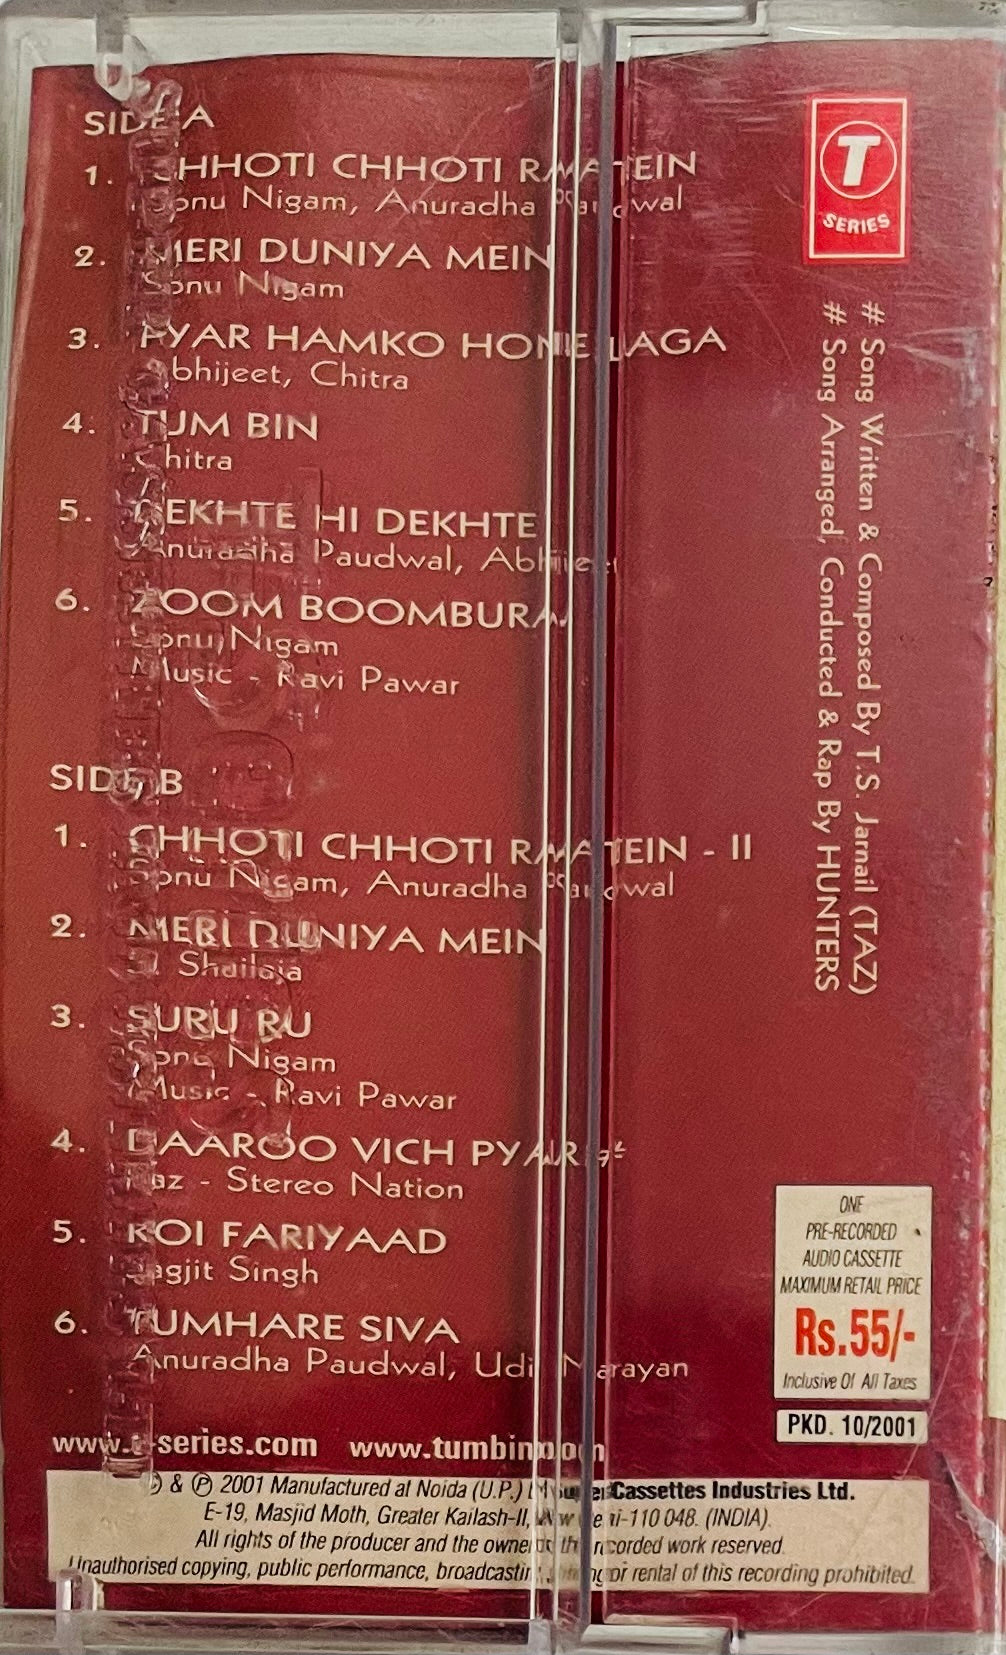 SIDE A
1. CHHOTI CHHOTI RAATEIN
Sonu Nigam, Anuradha Paudwal
2. MERI DUNIYA MEIN
Sonu Nigam
3. PYAR HAMKO HONE LAGA
Abhijeet, Chitra
4. TUM BIN
Chitra
5. DEKHTE HI DEKHTE
Anuradha Paudwal, Abhijeet
6. ZOOM BOOMBURA
Sonu Nigam
Music - Ravi Pawar
SIDE B
1. CHHOTI CHHOTI RAATEIN - II
Sonu Nigam, Anuradha Paudwal
2. MERI DUNIYA MEIN
Shailaja
3. SURU RU
Sonu Nigam
Music - Ravi Pawar
4. DAAROO VICH PYAR #
Taz - Stereo Nation
5. KOI FARIYAAD
Jagjit Singh
6. TUMHARE SIVA
Anuradha Paudwal, Udit Narayan
www.t-series.com www.tumbin.com
T
SERIES
# Song Written & Composed By T.S. Jarnail (TAZ)
# Song Arranged, Conducted & Rap By HUNTERS
ONE
PRE-RECORDED
AUDIO CASSETTE
MAXIMUM RETAIL PRICE
Rs.55/-
Inclusive Of All Taxes
PKD. 10/2001
© & ℗ 2001 Manufactured at Noida (U.P.) by Super Cassettes Industries Ltd.
E-19, Masjid Moth, Greater Kailash-II, New Delhi-110 048. (INDIA).
All rights of the producer and the owner of the recorded work reserved.
Unauthorised copying, public performance, broadcasting, or rental of this recording prohibited.